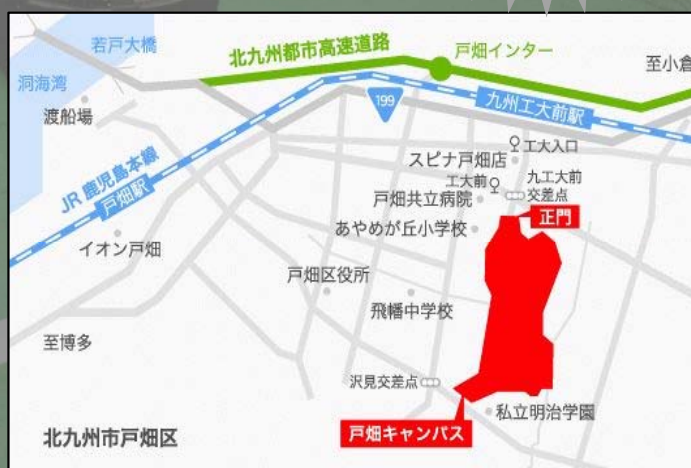 若戸大橋
北九州都市高速道路
戸畑インター
至小倉
洞海湾
渡船場
199
九州工大前駅
スピナ戸畑店
工大入口
JR 鹿児島本線
戸畑駅
工大前
九工大前
交差点
戸畑共立病院
正門
あやめが丘小学校
イオン戸畑
戸畑区役所
飛幡中学校
至博多
沢見交差点
私立明治学園
戸畑キャンパス
北九州市戸畑区